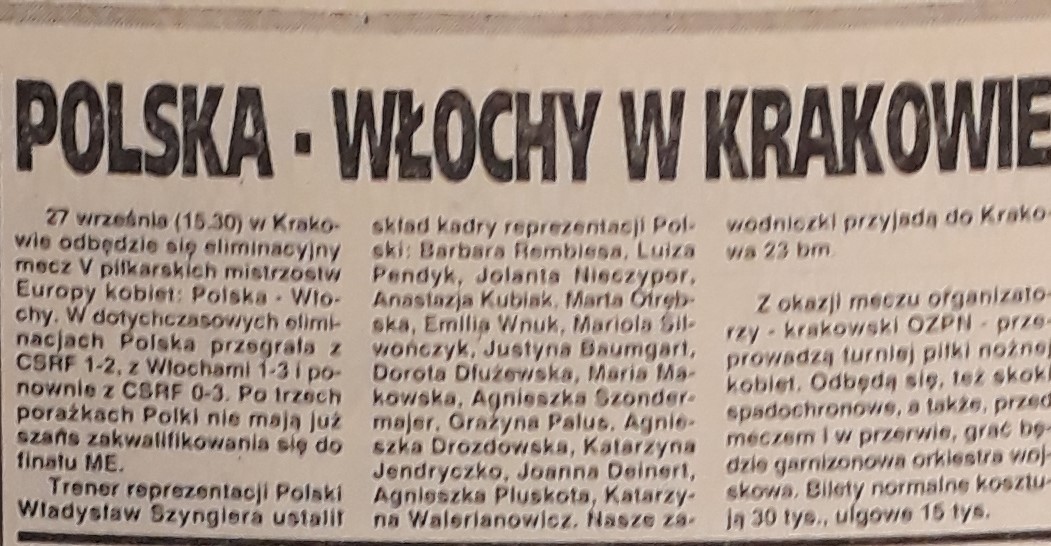 POLSKA - WŁOCHY W KRAKOWIE
27 września (15.30) w Krako-
wie odbędzie się eliminacyjny
mecz V piłkarskich mistrzostw
Europy kobiet: Polska - Wło-
chy. W dotychczasowych elimi-
nacjach Polska przegrała z
CSRF 1-2, z Włochami 1-3 i po-
nownie z CSRF 0-3. Po trzech
porażkach Polki nie mają już
szans zakwalifikowania się do
finału ME.
Trener reprezentacji Polski
Władysław Szyngiera ustalił
skład kadry reprezentacji Pol-
ski: Barbara Rembiesa, Luiza
Pendyk, Jolanta Nieczypor,
Anastazja Kubiak, Marta Otręb-
ska, Emilia Wnuk, Mariola Sil-
wończyk, Justyna Baumgart,
Dorota Dłużewska, Maria Ma-
kowska, Agnieszka Szonder-
majer, Grażyna Palus, Agnie-
szka Drozdowska, Katarzyna
Jendryczko, Joanna Deinert,
Agnieszka Pluskota, Katarzy-
na Walerianowicz. Nasze za-
wodniczki przyjadą do Krako-
wa 23 bm.
Z okazji meczu organizato-
rzy - krakowski OZPN - prze-
prowadzą turniej piłki nożnej
kobiet. Odbędą się, też skoki
spadochronowe, a także, przed
meczem i w przerwie, grać bę-
dzie garnizonowa orkiestra woj-
skowa. Bilety normalne kosztu-
ją 30 tys., ulgowe 15 tys.